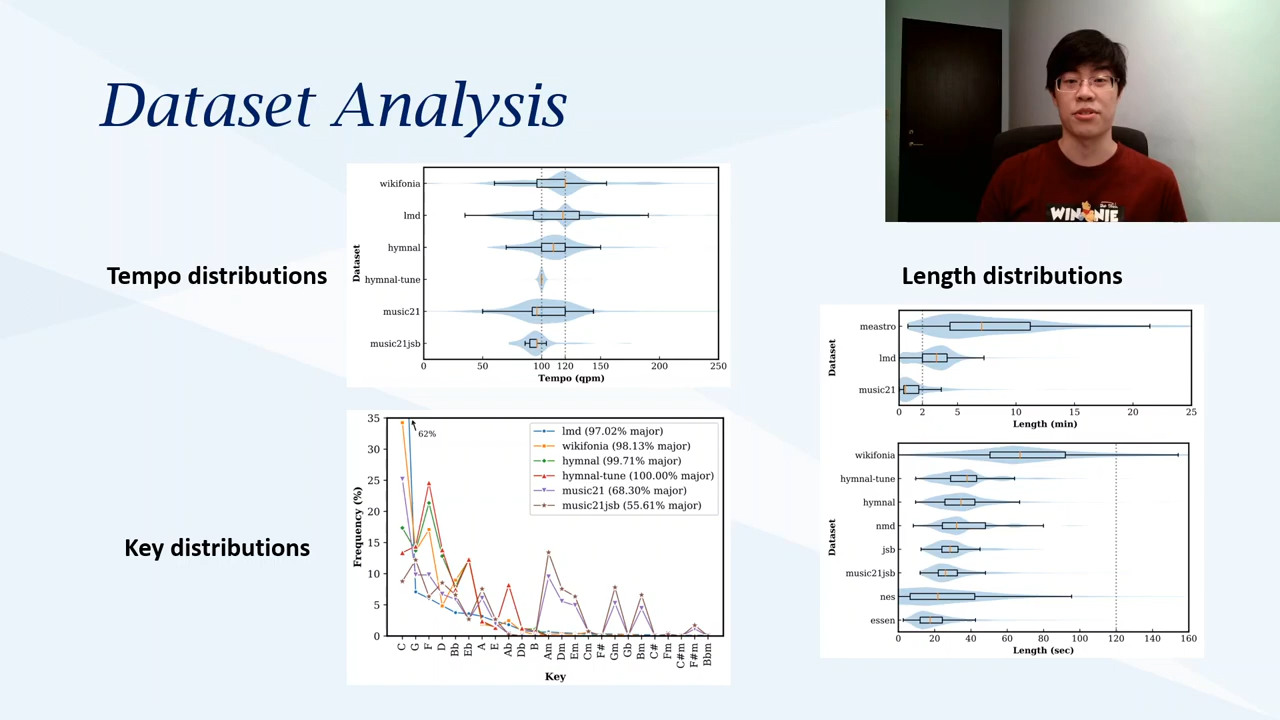 Dataset Analysis
WINNIE
Tempo distributions
Dataset
wikifonia
lmd
hymnal
hymnal-tune
music21
music21jsb
0 50 100 120 150 200 250
Tempo (qpm)
Length distributions
Dataset
meastro
lmd
music21
0 2 5 10 15 20 25
Length (min)
Dataset
wikifonia
hymnal-tune
hymnal
nmd
jsb
music21jsb
nes
essen
0 20 40 60 80 100 120 140 160
Length (sec)
Key distributions
Frequency (%)
35
30
25
20
15
10
5
0
62%
lmd (97.02% major)
wikifonia (98.13% major)
hymnal (99.71% major)
hymnal-tune (100.00% major)
music21 (68.30% major)
music21jsb (55.61% major)
C G F D Bb Eb A E Ab Db B Am Dm Em Cm F# Gm Gb Bm C# Fm C#m F#m Bbm
Key